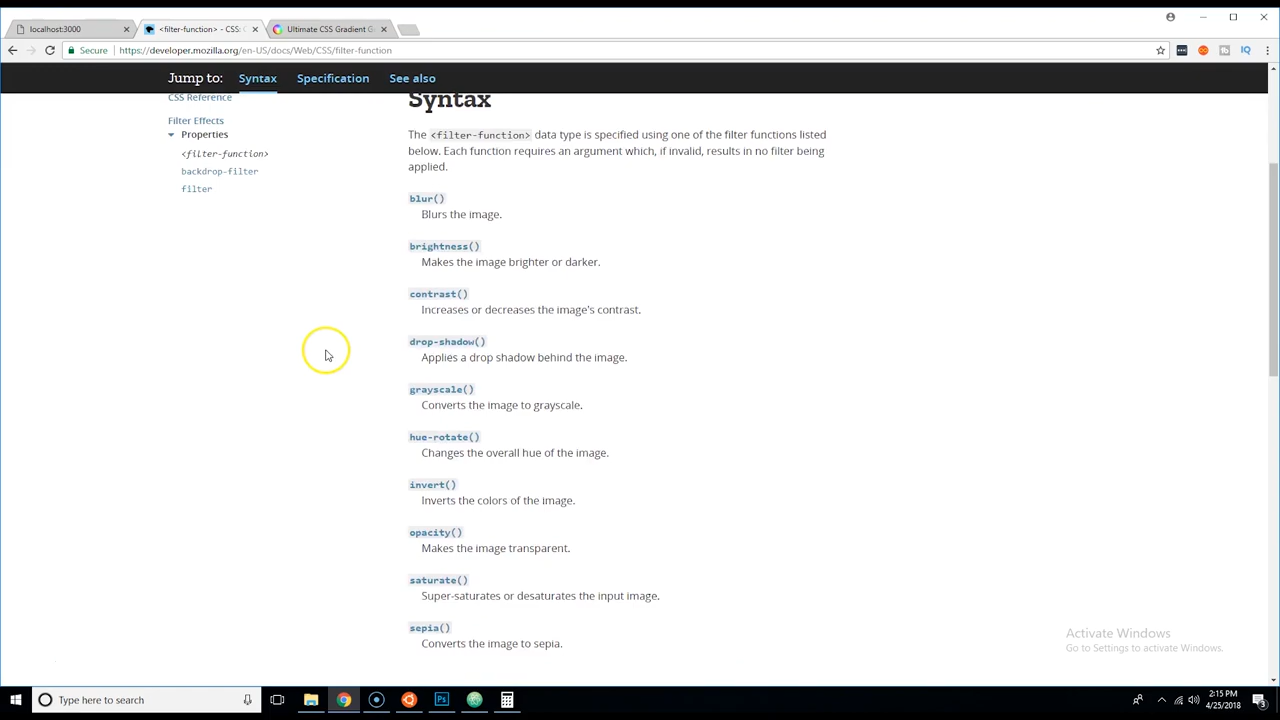 localhost:3000
<filter-function> - CSS: C
Ultimate CSS Gradient G
Secure
https://developer.mozilla.org/en-US/docs/Web/CSS/filter-function
Jump to:
Syntax
Specification
See also
CSS Reference
Filter Effects
Properties
<filter-function>
backdrop-filter
filter
Syntax
The <filter-function> data type is specified using one of the filter functions listed
below. Each function requires an argument which, if invalid, results in no filter being
applied.
blur()
Blurs the image.
brightness()
Makes the image brighter or darker.
contrast()
Increases or decreases the image's contrast.
drop-shadow()
Applies a drop shadow behind the image.
grayscale()
Converts the image to grayscale.
hue-rotate()
Changes the overall hue of the image.
invert()
Inverts the colors of the image.
opacity()
Makes the image transparent.
saturate()
Super-saturates or desaturates the input image.
sepia()
Converts the image to sepia.
Activate Windows
Go to Settings to activate Windows.
Type here to search
Ps
2:15 PM
4/25/2018
3
IQ